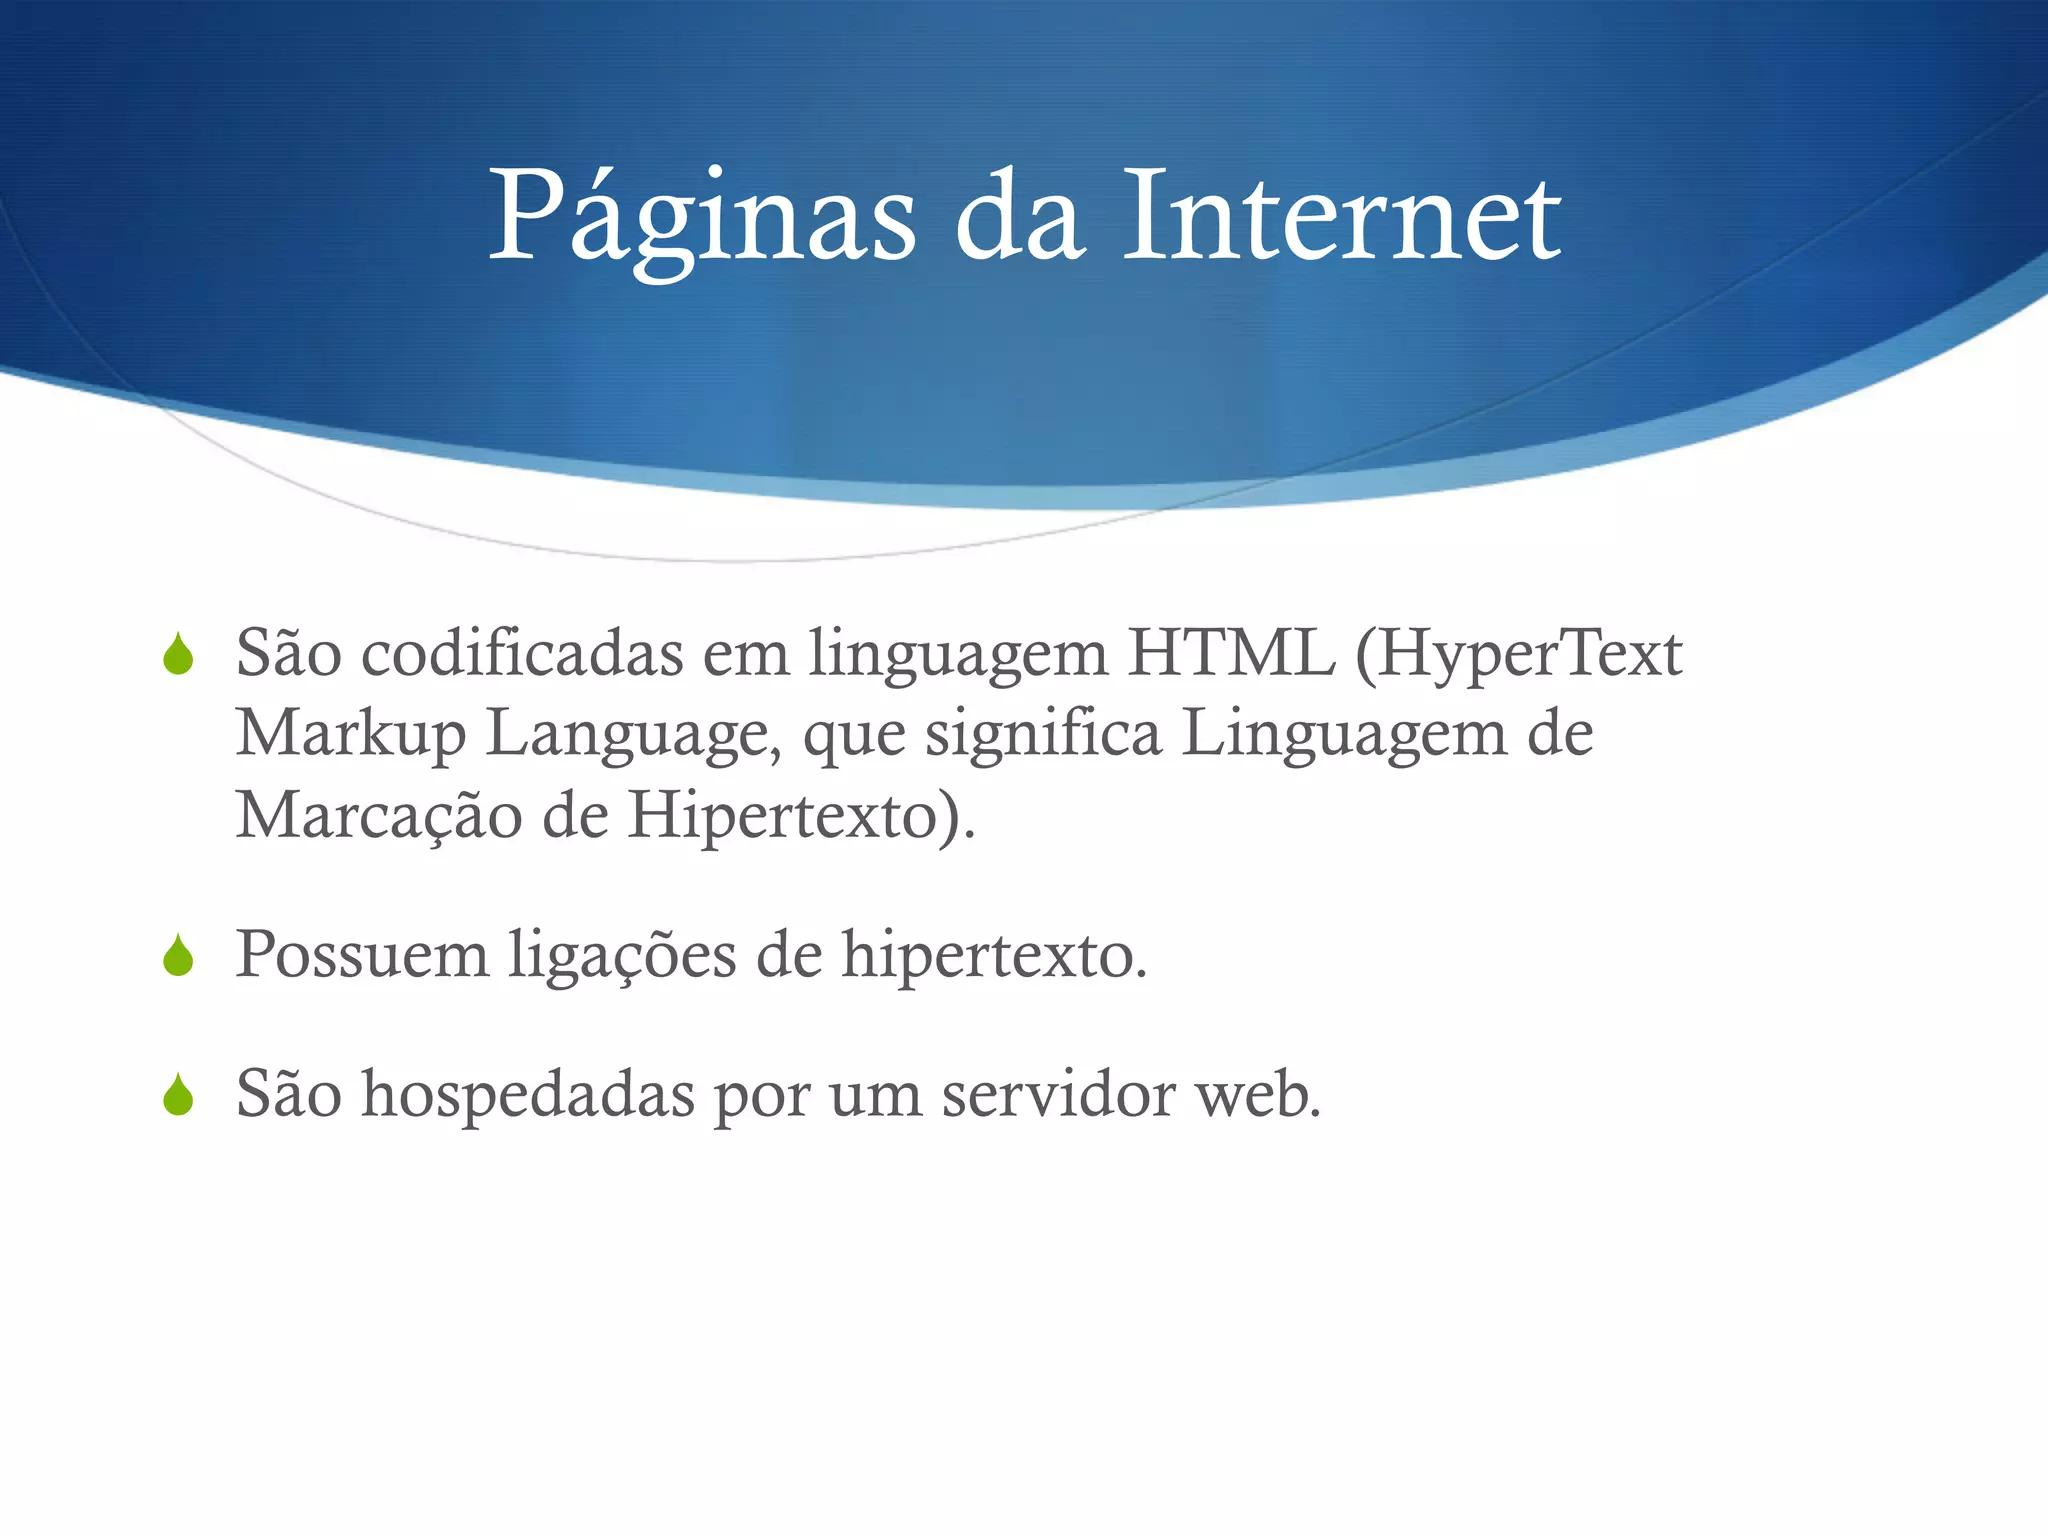 Páginas da Internet
São codificadas em linguagem HTML (HyperText
Markup Language, que significa Linguagem de
Marcação de Hipertexto).
Possuem ligações de hipertexto.
São hospedadas por um servidor web.